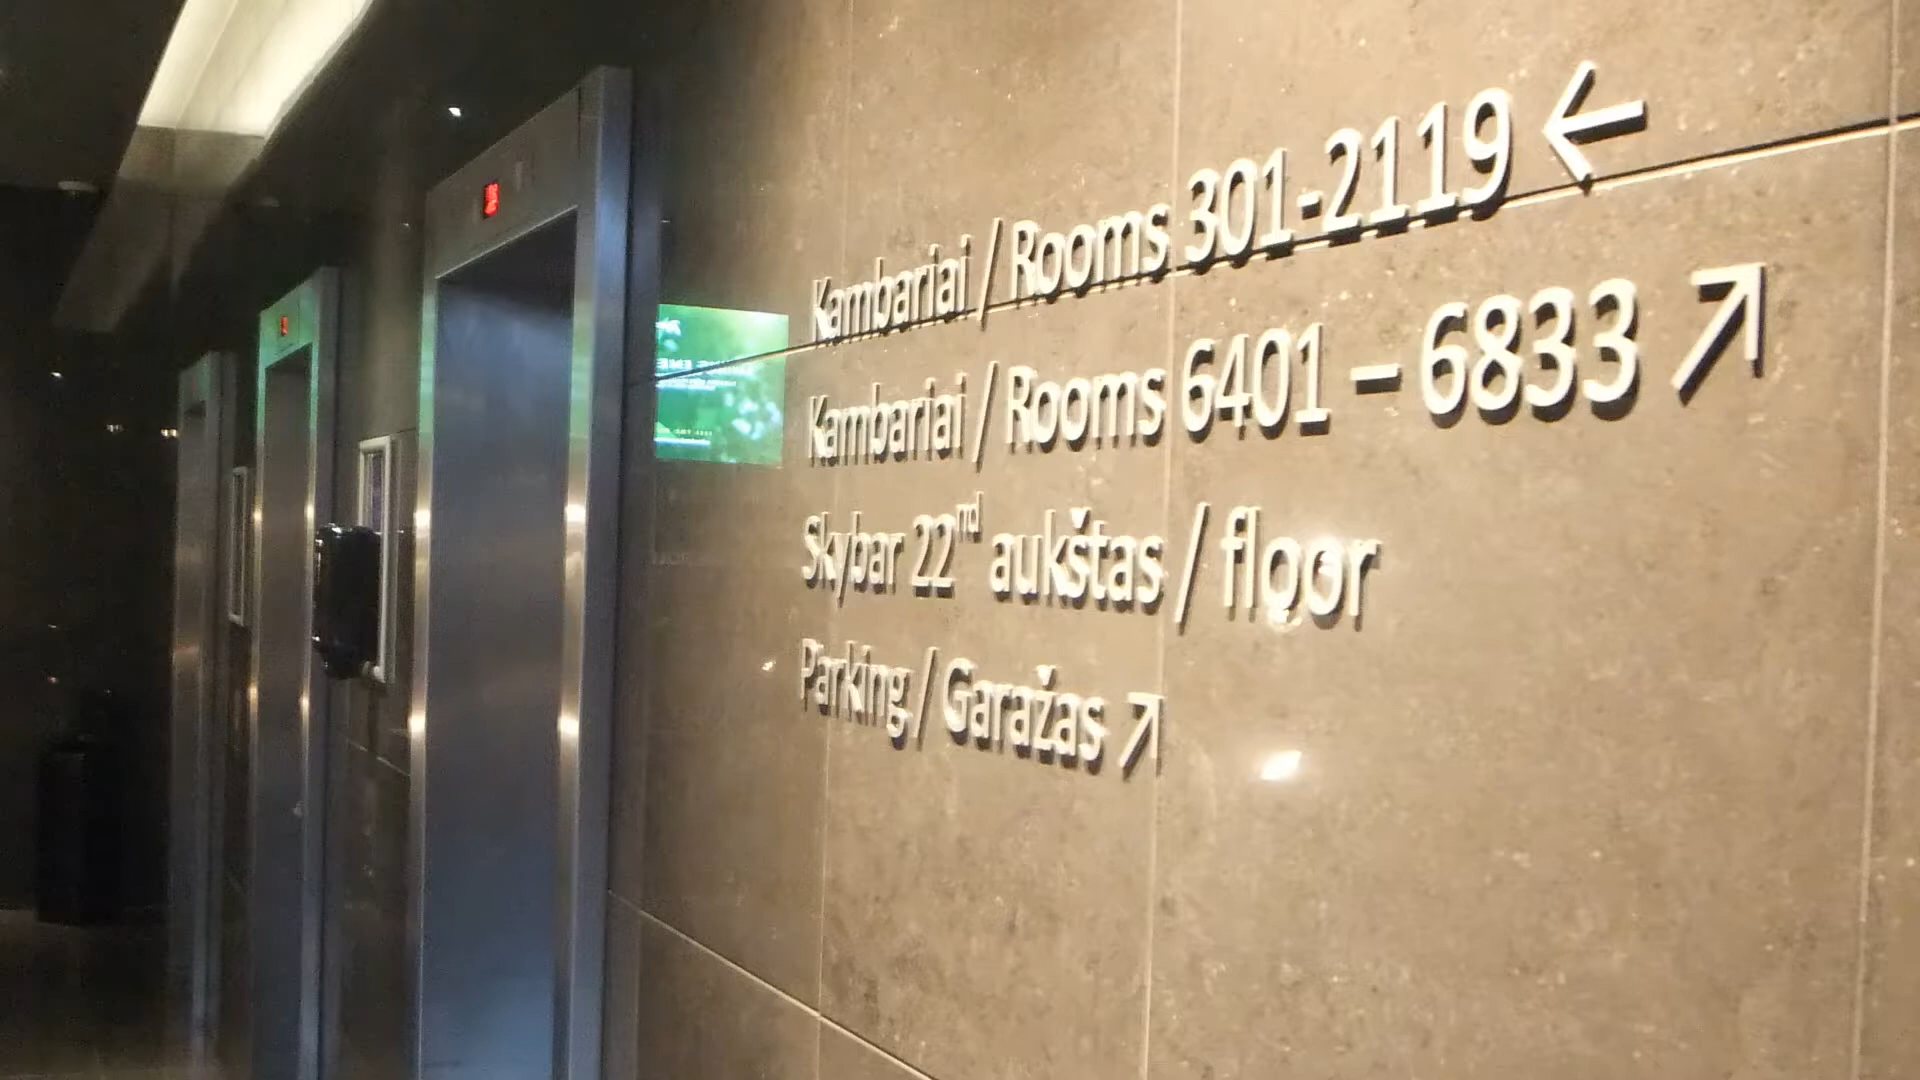 Kambariai / Rooms 301-2119 ←
Kambariai / Rooms 6401 – 6833 ↗
Skybar 22nd aukštas / floor
Parking / Garažas ↗